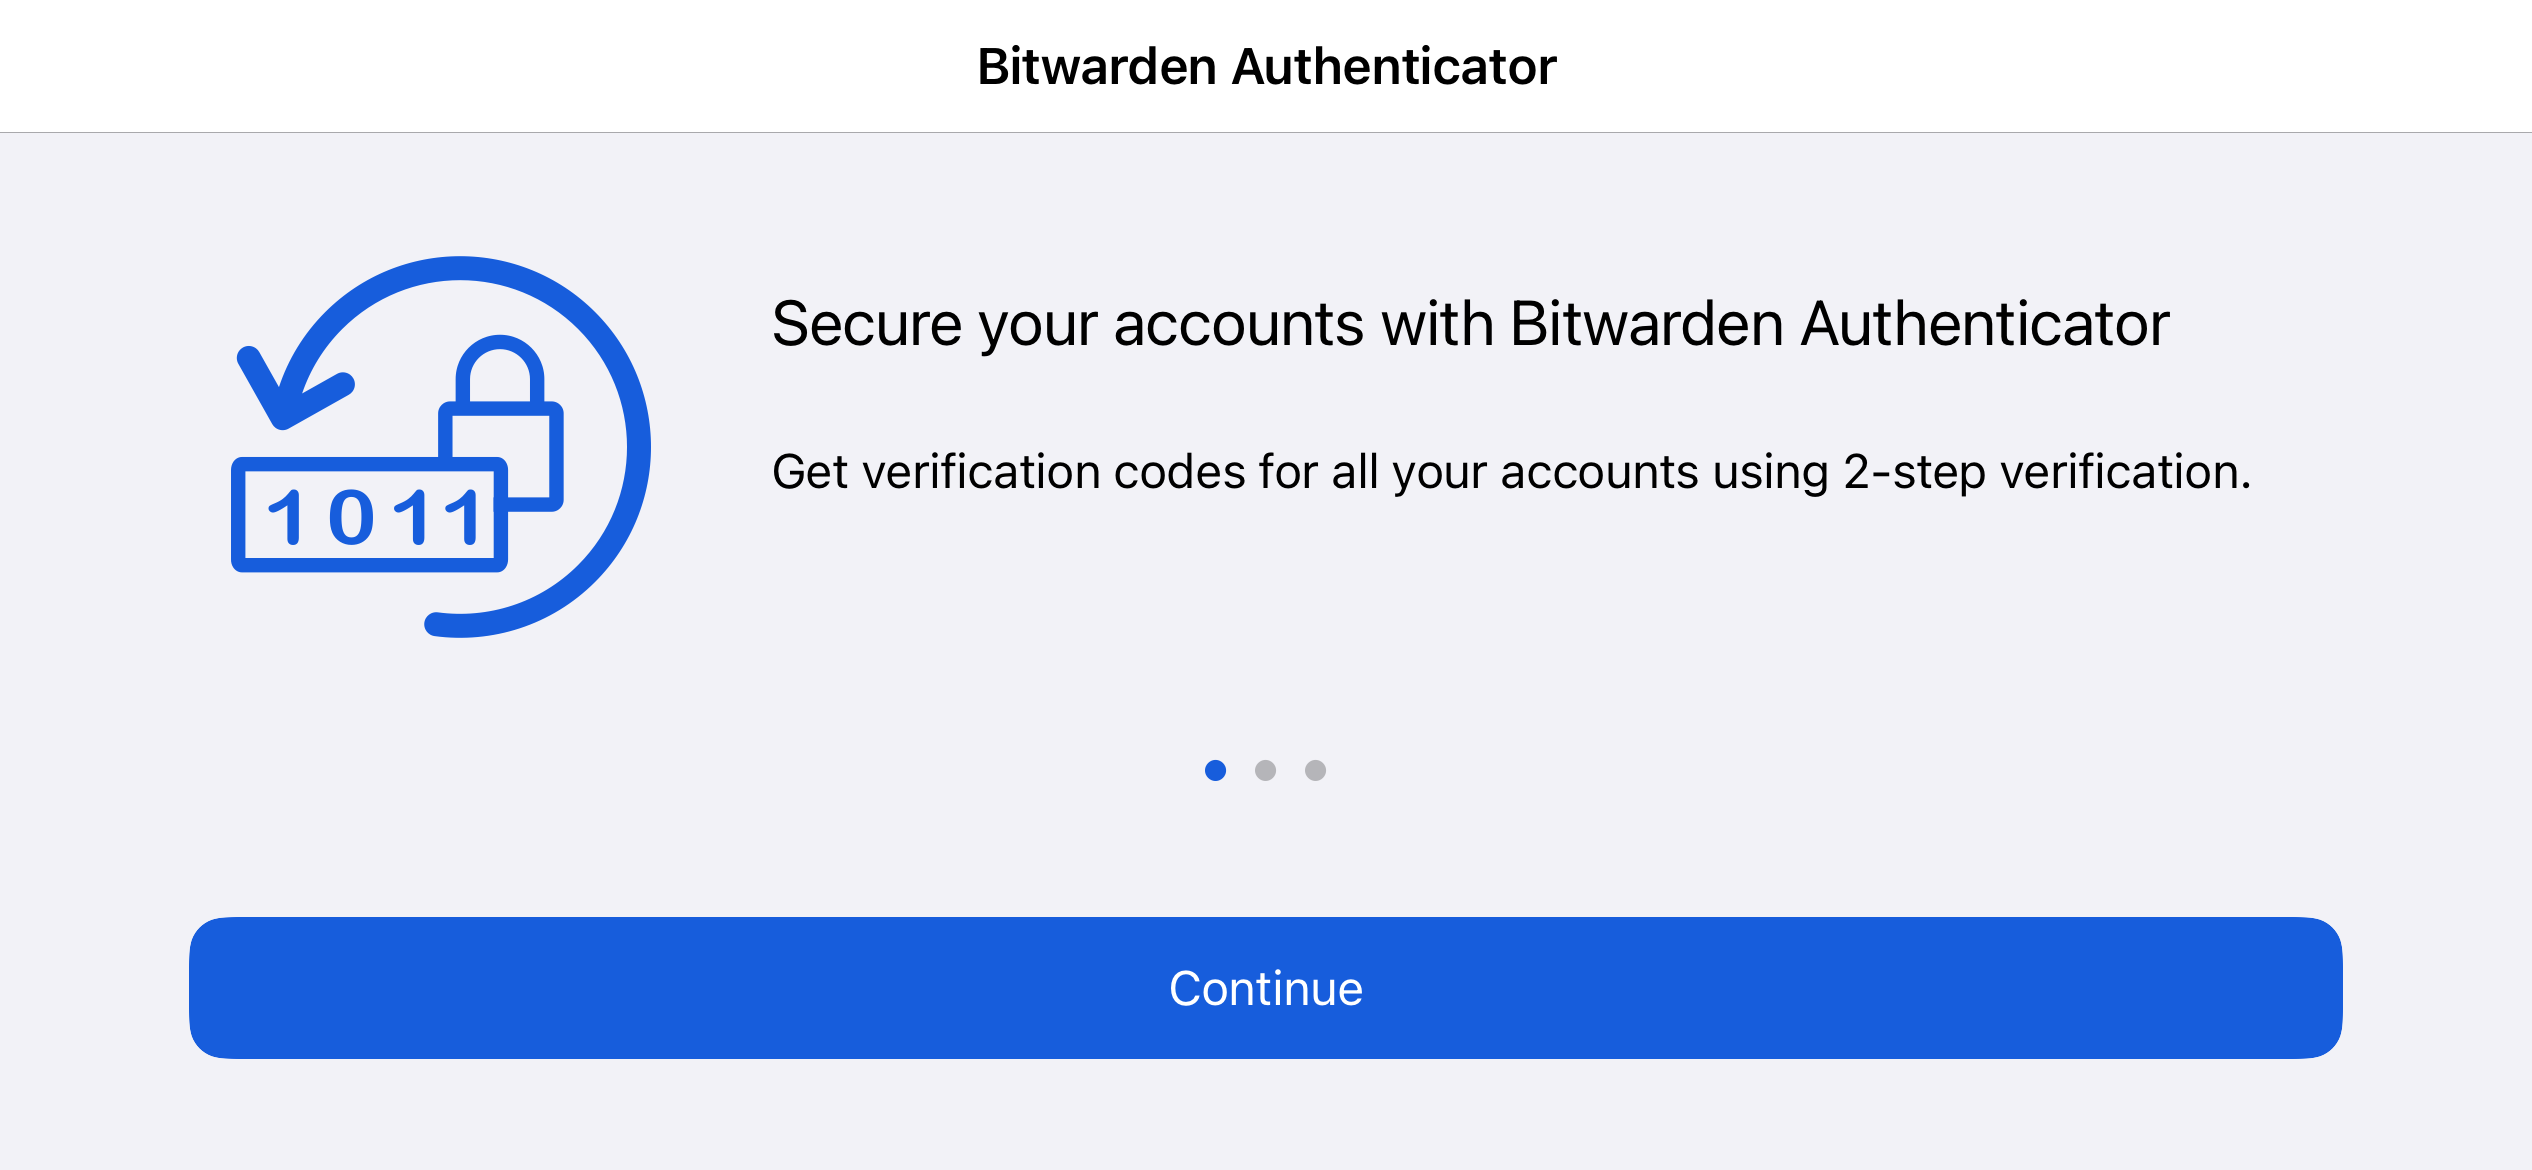 Bitwarden Authenticator
Secure your accounts with Bitwarden Authenticator
Get verification codes for all your accounts using 2-step verification.
1011
Continue